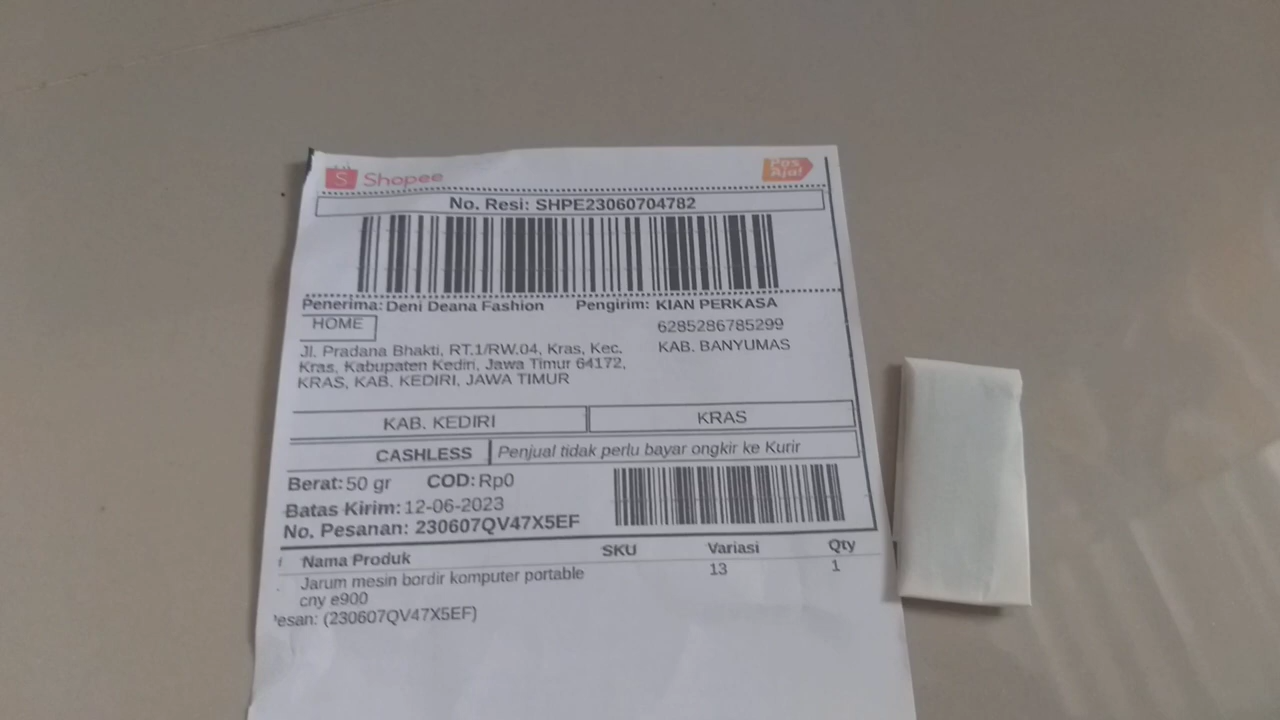 Shopee
Pos Aja!
No. Resi: SHPE23060704782
Penerima: Deni Deana Fashion
Pengirim: KIAN PERKASA
HOME
6285286785299
KAB. BANYUMAS
Jl. Pradana Bhakti, RT.1/RW.04, Kras, Kec.
Kras, Kabupaten Kediri, Jawa Timur 64172,
KRAS, KAB. KEDIRI, JAWA TIMUR
KAB. KEDIRI
KRAS
CASHLESS
Penjual tidak perlu bayar ongkir ke Kurir
Berat: 50 gr COD: Rp0
Batas Kirim: 12-06-2023
No. Pesanan: 230607QV47X5EF
Nama Produk SKU Variasi Qty
Jarum mesin bordir komputer portable 13 1
cny e900
esan: (230607QV47X5EF)